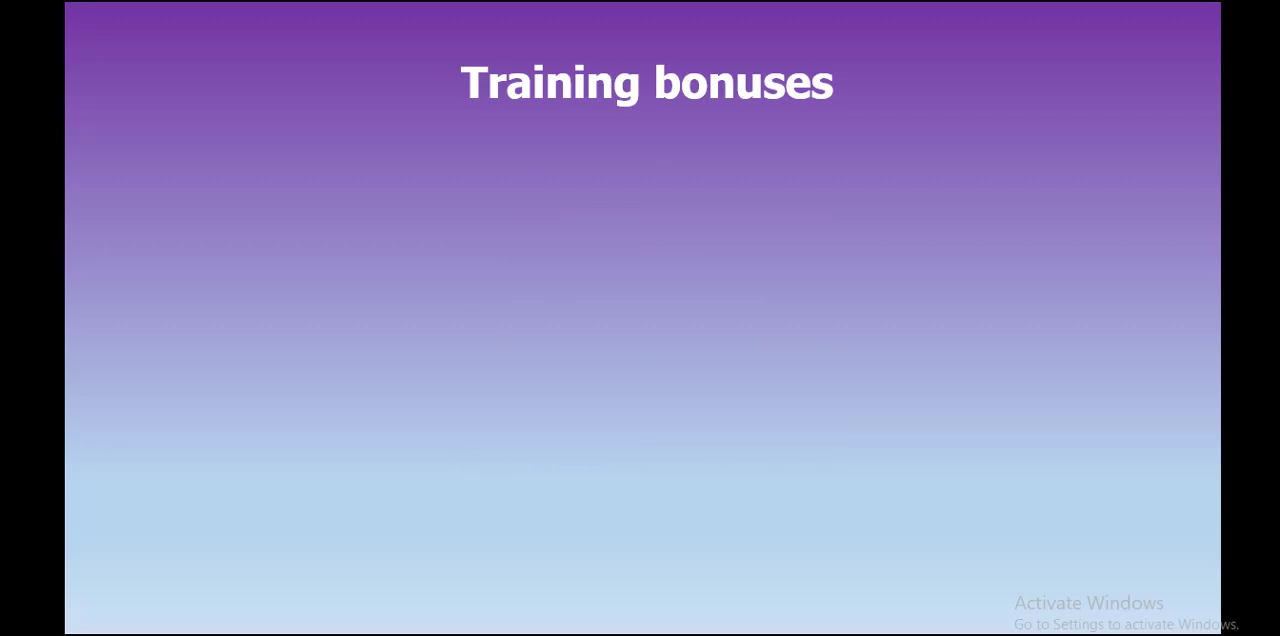 Training bonuses
Activate Windows
Go to Settings to activate Windows.